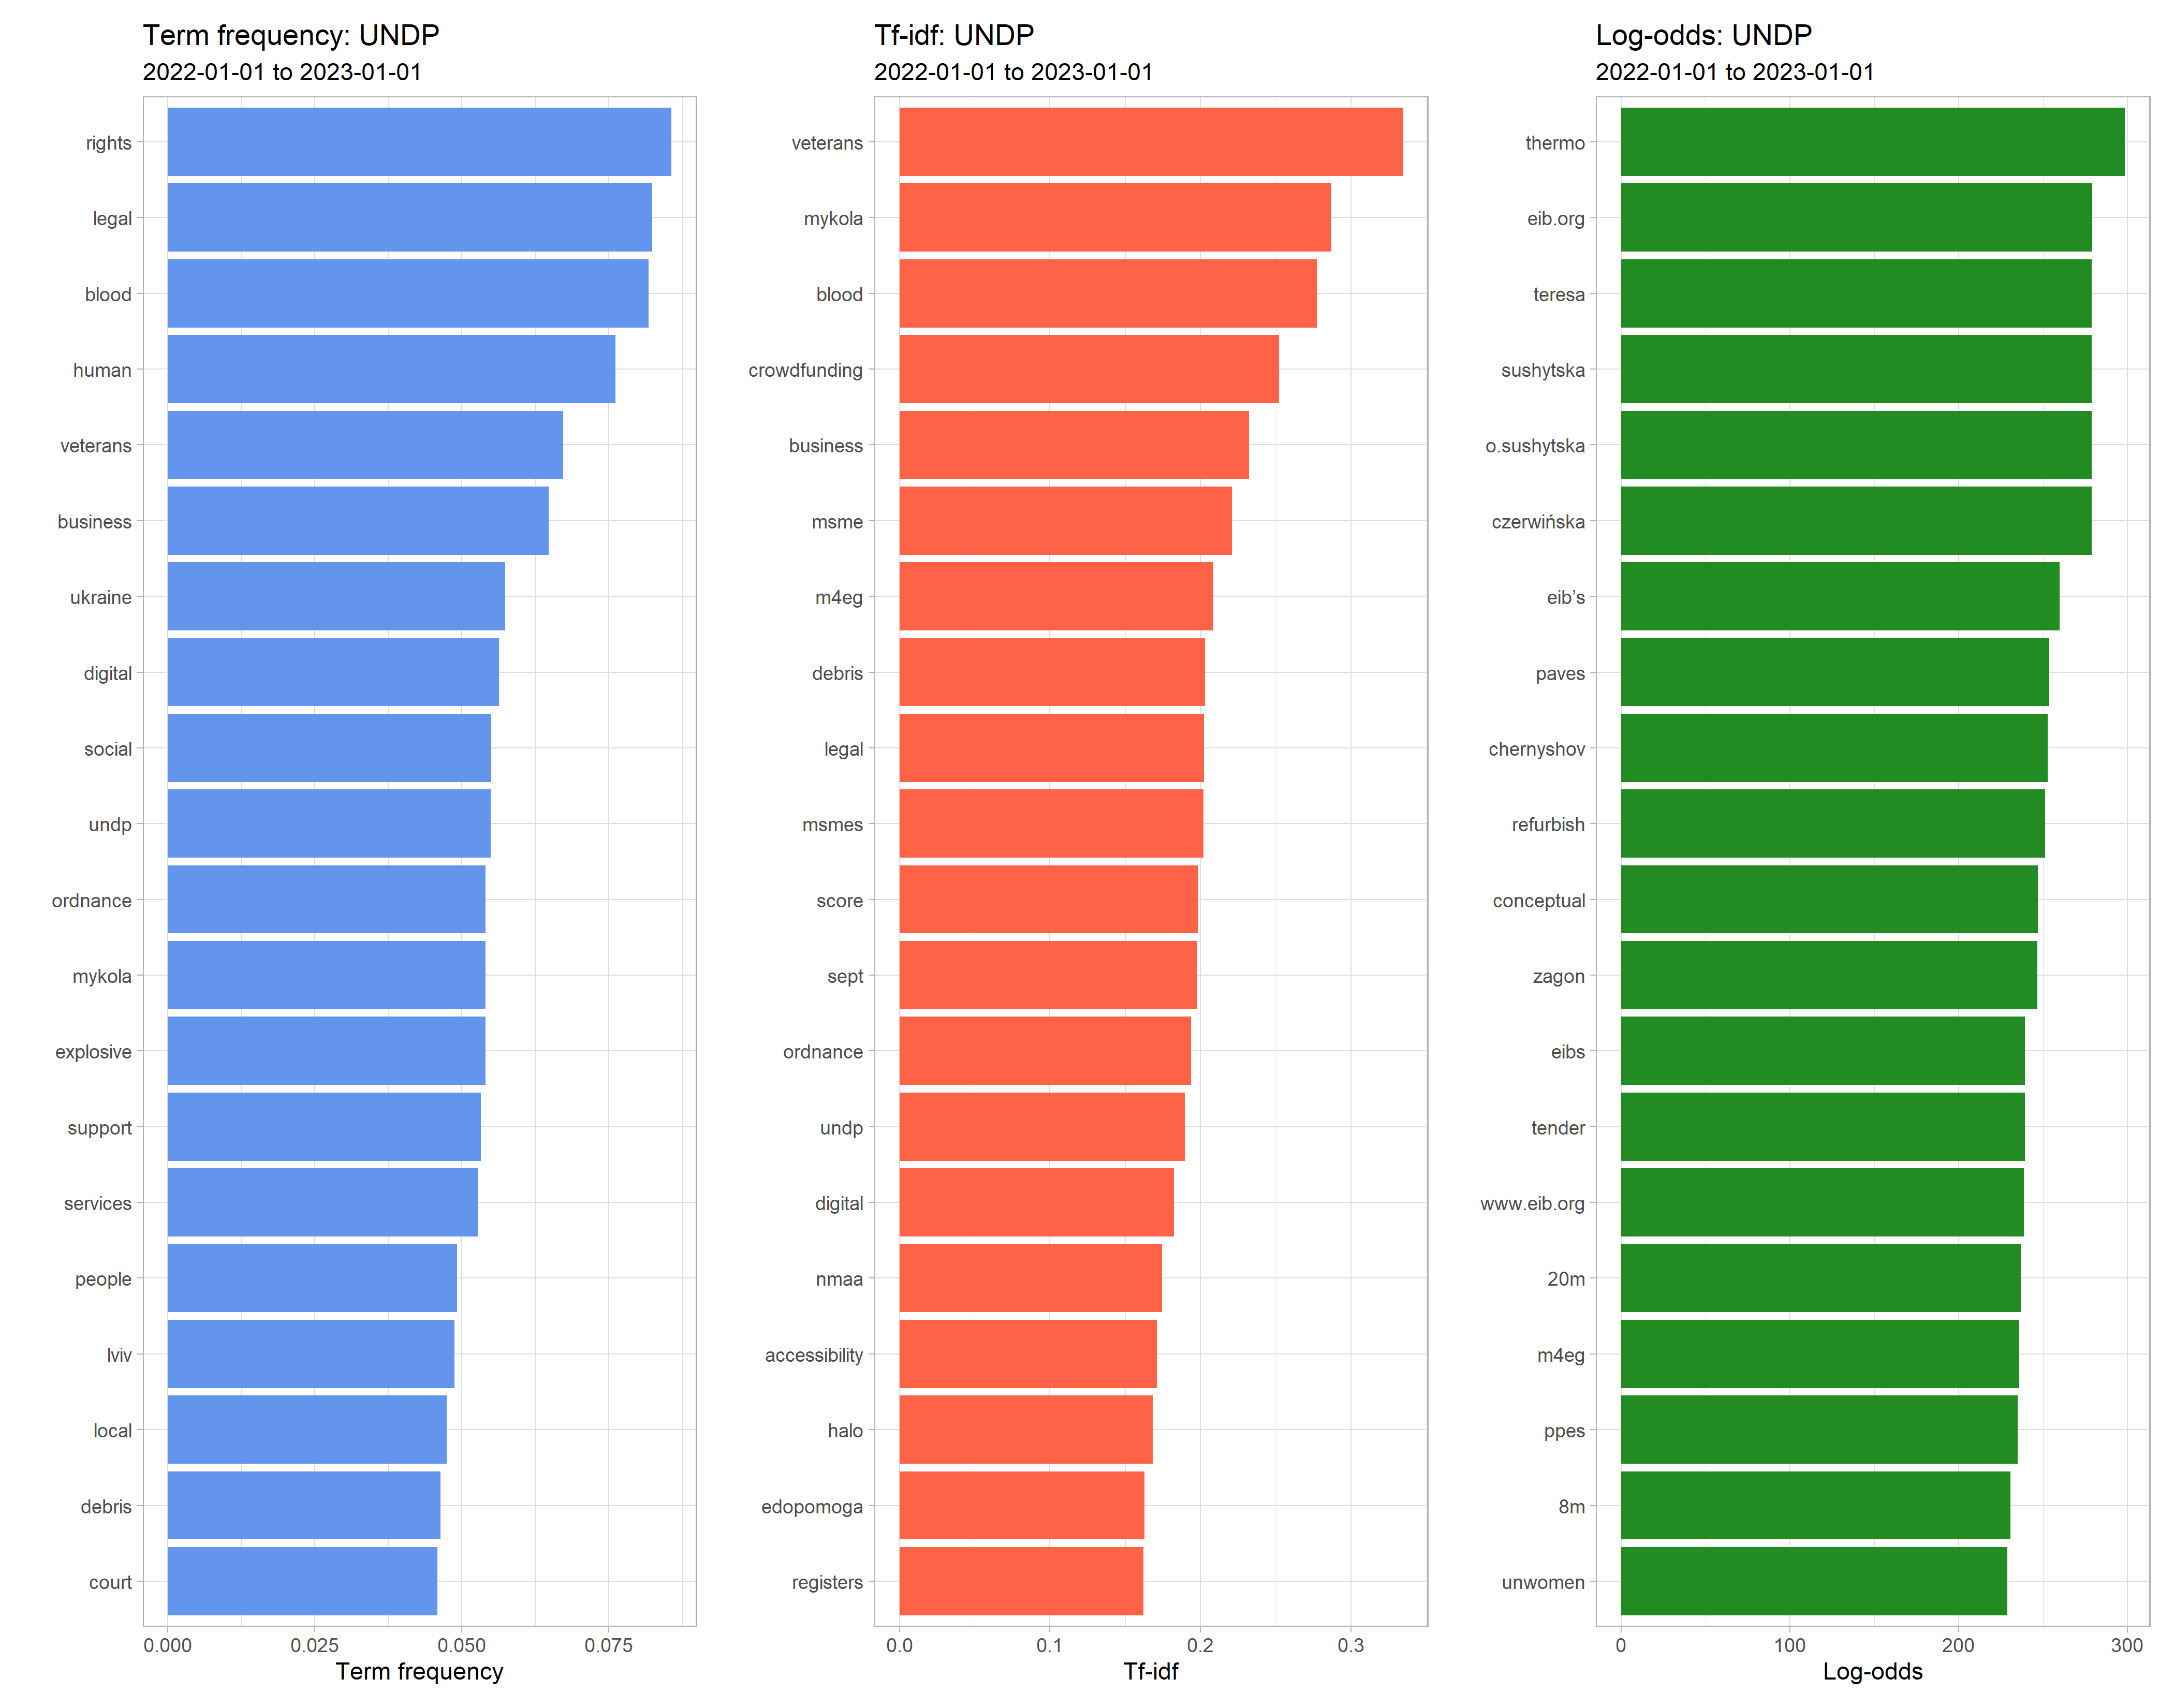 Term frequency: UNDP
2022-01-01 to 2023-01-01
rights
legal
blood
human
veterans
business
ukraine
digital
social
undp
ordnance
mykola
explosive
support
services
people
lviv
local
debris
court
0.000 0.025 0.050 0.075
Term frequency
Tf-idf: UNDP
2022-01-01 to 2023-01-01
veterans
mykola
blood
crowdfunding
business
msme
m4eg
debris
legal
msmes
score
sept
ordnance
undp
digital
nmaa
accessibility
halo
edopomoga
registers
0.0 0.1 0.2 0.3
Tf-idf
Log-odds: UNDP
2022-01-01 to 2023-01-01
thermo
eib.org
teresa
sushytska
o.sushytska
czerwińska
eib’s
paves
chernyshov
refurbish
conceptual
zagon
eibs
tender
www.eib.org
20m
m4eg
ppes
8m
unwomen
0 100 200 300
Log-odds